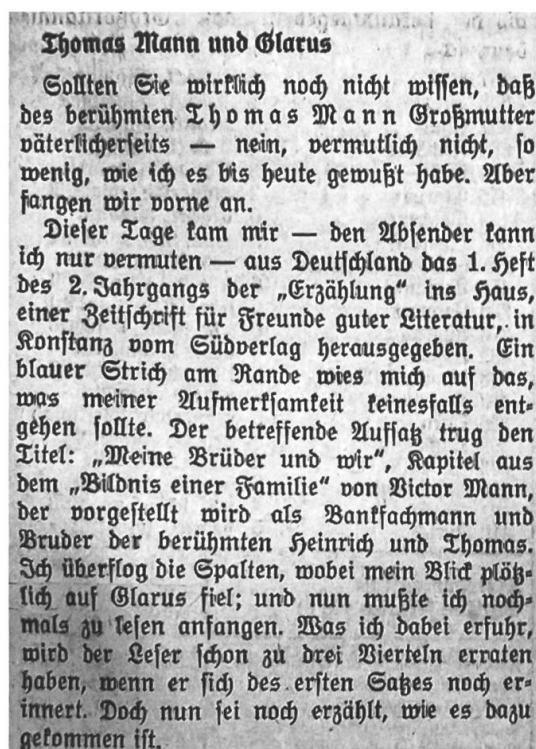 Thomas Mann und Glarus
Sollten Sie wirklich noch nicht wissen, daß
des berühmten Thomas Mann Großmutter
väterlicherseits — nein, vermutlich nicht, so
wenig, wie ich es bis heute gewußt habe. Aber
fangen wir vorne an.
Dieser Tage kam mir — den Absender kann
ich nur vermuten — aus Deutschland das 1. Heft
des 2. Jahrgangs der „Erzählung“ ins Haus,
einer Zeitschrift für Freunde guter Literatur, in
Konstanz vom Südverlag herausgegeben. Ein
blauer Strich am Rande wies mich auf das,
was meiner Aufmerksamkeit keinesfalls ent-
gehen sollte. Der betreffende Aufsatz trug den
Titel: „Meine Brüder und wir“, Kapitel aus
dem „Bildnis einer Familie“ von Victor Mann,
der vorgestellt wird als Bankfachmann und
Bruder der berühmten Heinrich und Thomas.
Ich überflog die Spalten, wobei mein Blick plötz-
lich auf Glarus fiel; und nun mußte ich noch-
mals zu lesen anfangen. Was ich dabei erfuhr,
wird der Leser schon zu drei Vierteln erraten
haben, wenn er sich des ersten Satzes noch er-
innert. Doch nun sei noch erzählt, wie es dazu
gekommen ist.